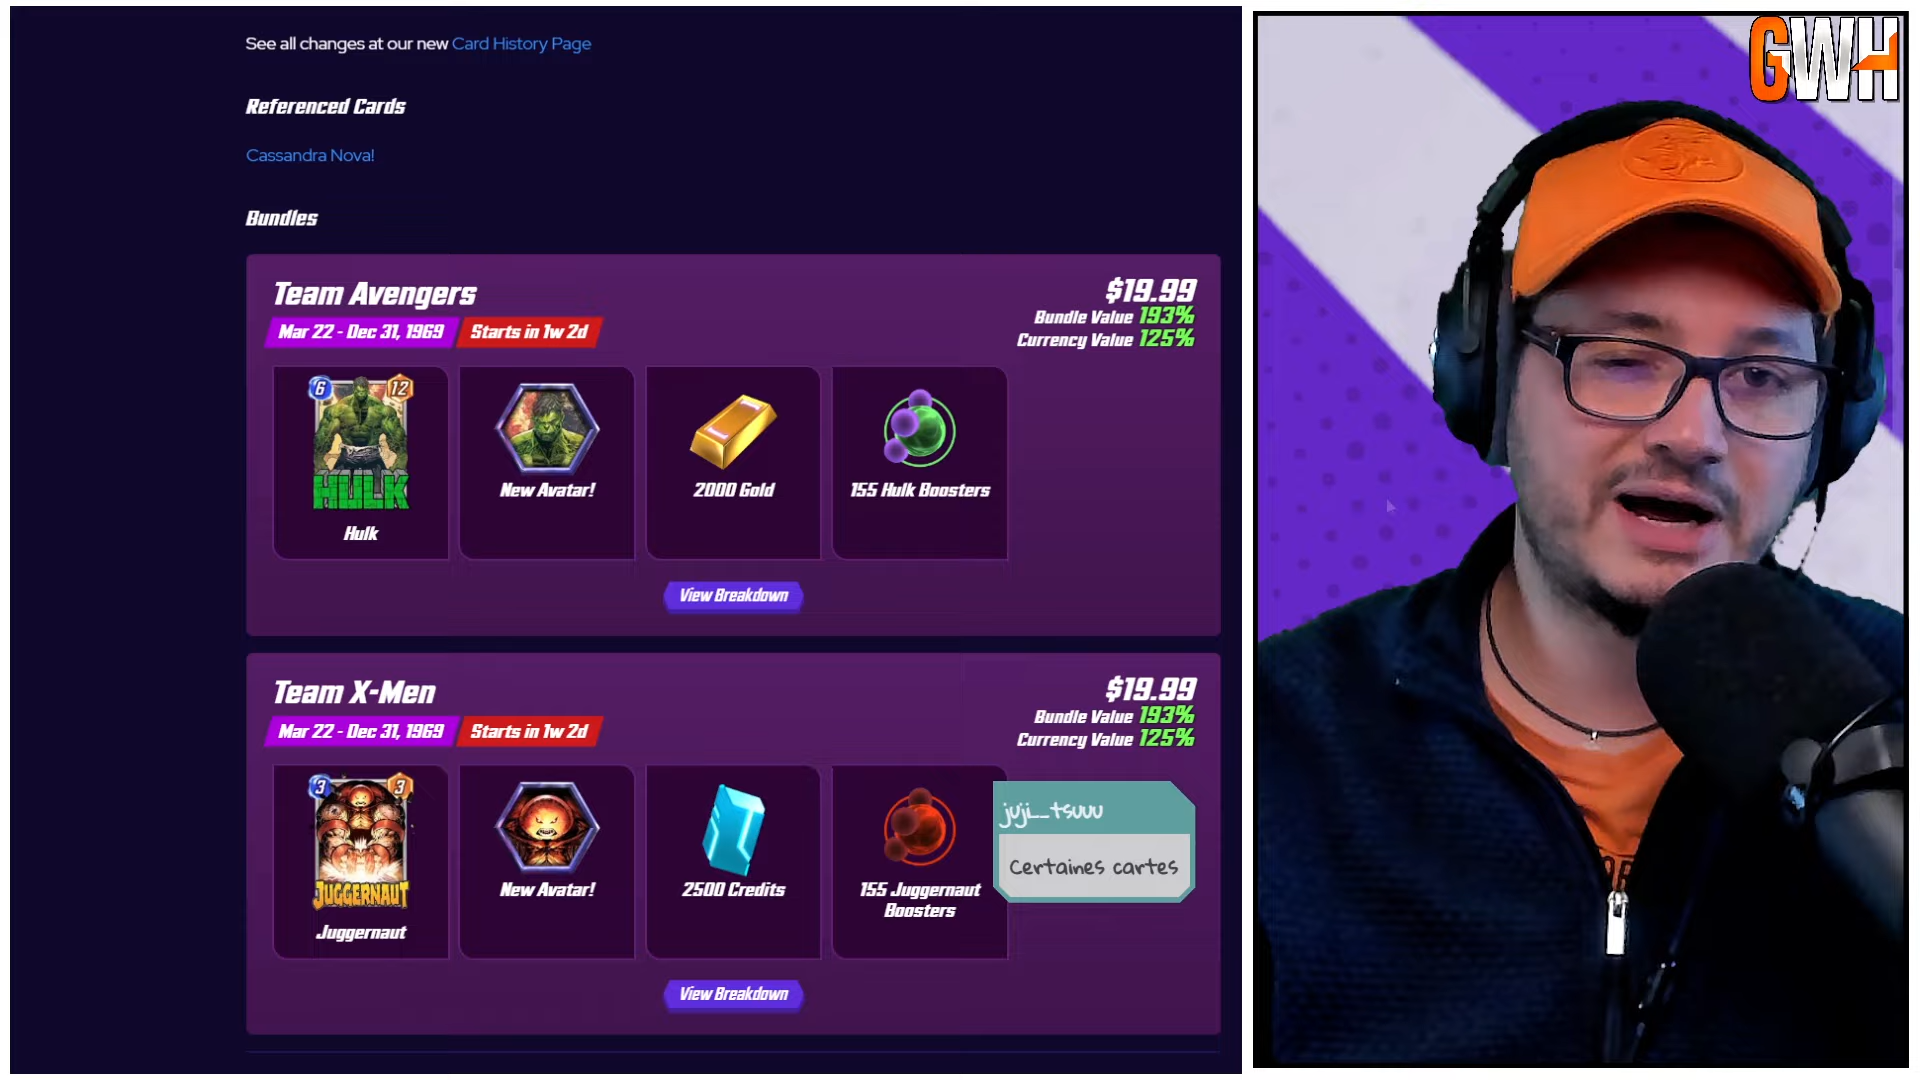 See all changes at our new Card History Page
Referenced Cards
Cassandra Nova!
Bundles
Team Avengers
$19.99
Mar 22 - Dec 31, 1969
Starts in 1w 2d
Bundle Value 193%
Currency Value 125%
6
12
HULK
Hulk
New Avatar!
2000 Gold
155 Hulk Boosters
View Breakdown
Team X-Men
$19.99
Mar 22 - Dec 31, 1969
Starts in 1w 2d
Bundle Value 193%
Currency Value 125%
3
3
JUGGERNAUT
Juggernaut
New Avatar!
2500 Credits
155 Juggernaut
Boosters
View Breakdown
juji_tsuuu
Certaines cartes
GWH